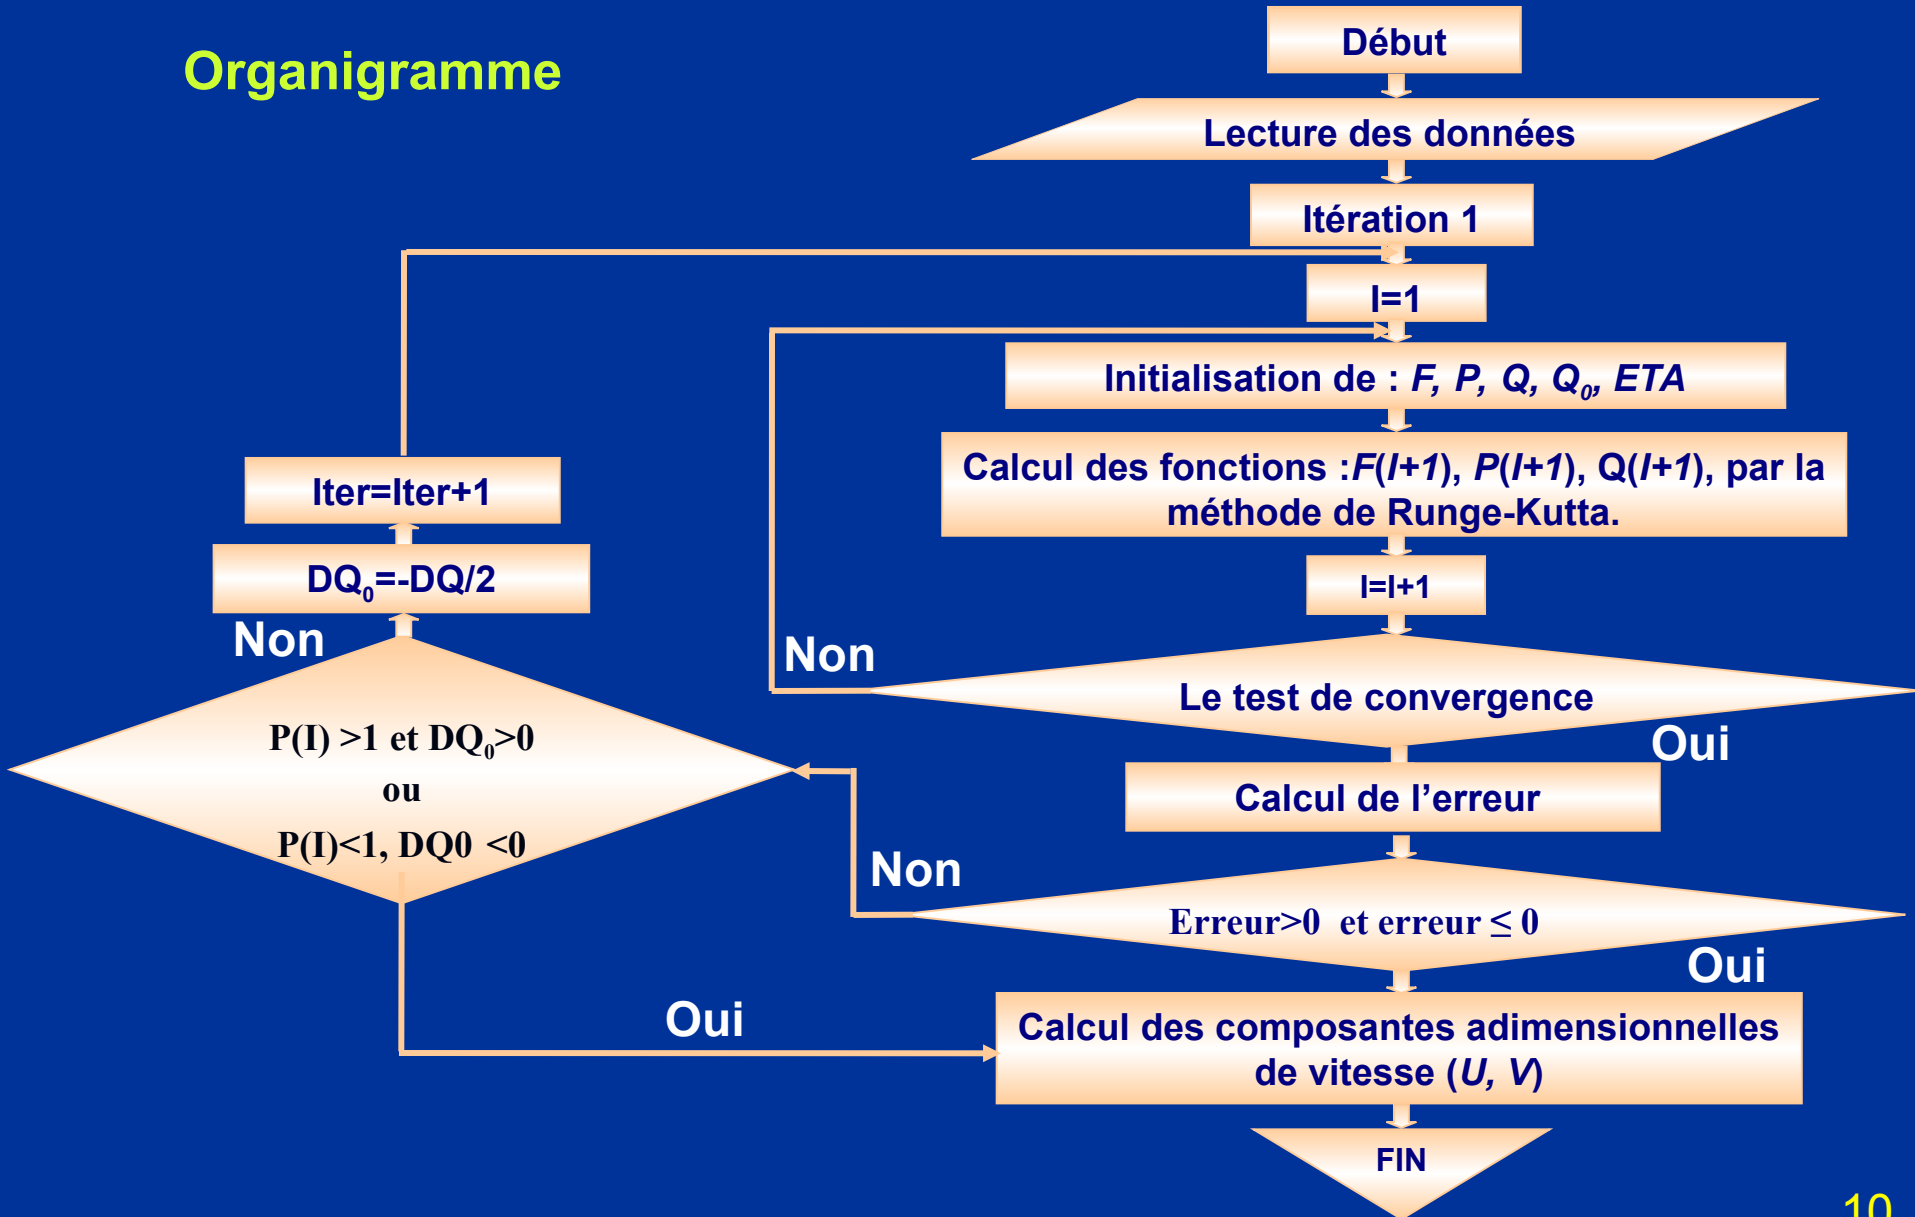 Organigramme
Début
Lecture des données
Itération 1
I=1
Initialisation de : F, P, Q, Q₀, ETA
Calcul des fonctions :F(I+1), P(I+1), Q(I+1), par la
méthode de Runge-Kutta.
I=I+1
Non
Le test de convergence
Oui
Calcul de l’erreur
Non
Erreur>0 et erreur ≤ 0
Oui
Iter=Iter+1
DQ₀=-DQ/2
Non
P(I) >1 et DQ₀>0
ou
P(I)<1, DQ0 <0
Oui
Calcul des composantes adimensionnelles
de vitesse (U, V)
FIN
10